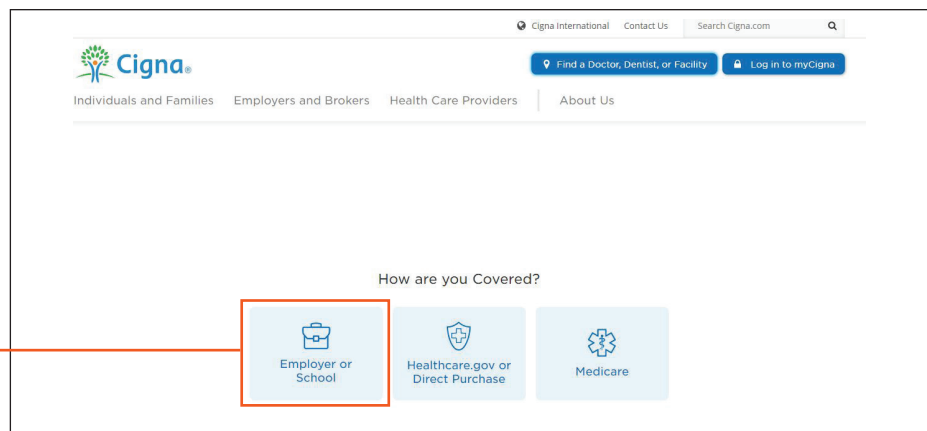 Cigna International Contact Us Search Cigna.com
Cigna®
Find a Doctor, Dentist, or Facility Log in to myCigna
Individuals and Families Employers and Brokers Health Care Providers About Us
How are you Covered?
Employer or
School
Healthcare.gov or
Direct Purchase
Medicare